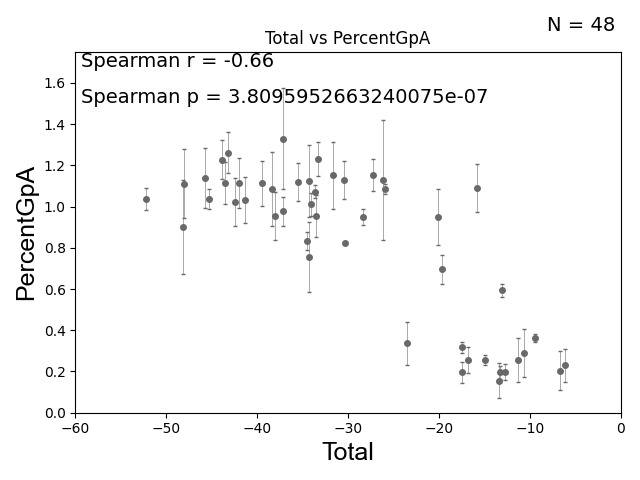 N = 48
Total vs PercentGpA
Spearman r = -0.66
Spearman p = 3.8095952663240075e-07
1.6
1.4
1.2
1.0
0.8
0.6
0.4
0.2
0.0
PercentGpA
−60 −50 −40 −30 −20 −10 0
Total